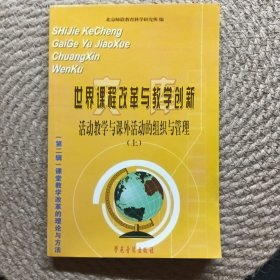 北京师联教育科学研究所 编
ShiJie KeCheng
GaiGe Yu JiaoXue
ChuangXin
WenKu
世界课程改革与教学创新
文库
活动教学与课外活动的组织与管理
(上)
(第二辑)课堂教学改革的理论与方法
学苑音像出版社